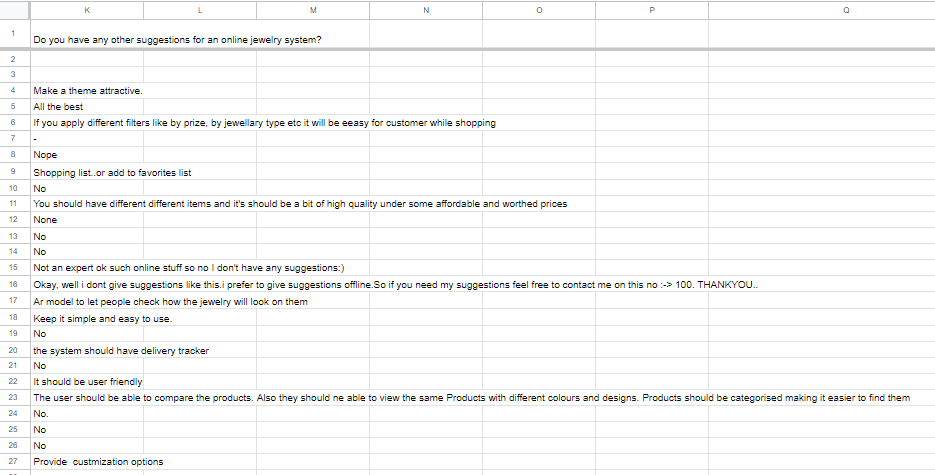 K L M N O P Q
1 Do you have any other suggestions for an online jewelry system?
2
3
4 Make a theme attractive.
5 All the best
6 If you apply different filters like by prize, by jewellary type etc it will be eeasy for customer while shopping
7 -
8 Nope
9 Shopping list..or add to favorites list
10 No
11 You should have different different items and it's should be a bit of high quality under some affordable and worthed prices
12 None
13 No
14 No
15 Not an expert ok such online stuff so no I don't have any suggestions:)
16 Okay, well i dont give suggestions like this.i prefer to give suggestions offline.So if you need my suggestions feel free to contact me on this no :-> 100. THANKYOU..
17 Ar model to let people check how the jewelry will look on them
18 Keep it simple and easy to use.
19 No
20 the system should have delivery tracker
21 No
22 It should be user friendly
23 The user should be able to compare the products. Also they should ne able to view the same Products with different colours and designs. Products should be categorised making it easier to find them
24 No.
25 No
26 No
27 Provide  custmization options